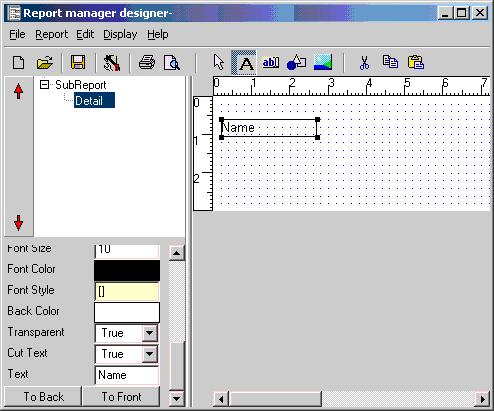 Report manager designer-
File Report Edit Display Help
A ab
SubReport
Detail
0 1 2 3 4 5 6 7
0
1
2
Name
Font Size 10
Font Color
Font Style []
Back Color
Transparent True
Cut Text True
Text Name
To Back To Front